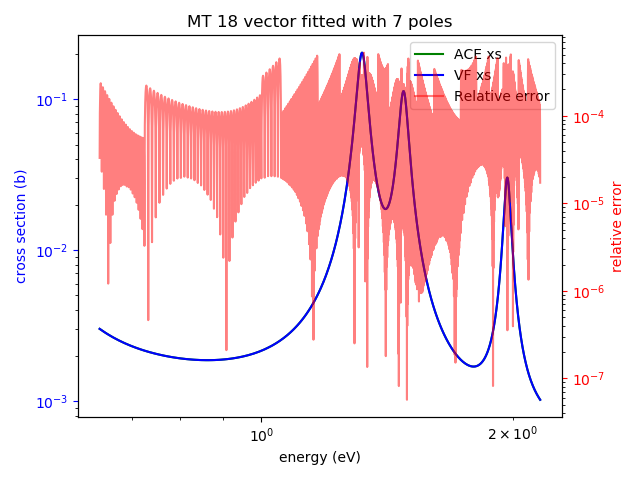 MT 18 vector fitted with 7 poles
ACE xs
VF xs
Relative error
cross section (b)
10⁻¹
10⁻²
10⁻³
relative error
10⁻⁴
10⁻⁵
10⁻⁶
10⁻⁷
10⁰
2 × 10⁰
energy (eV)